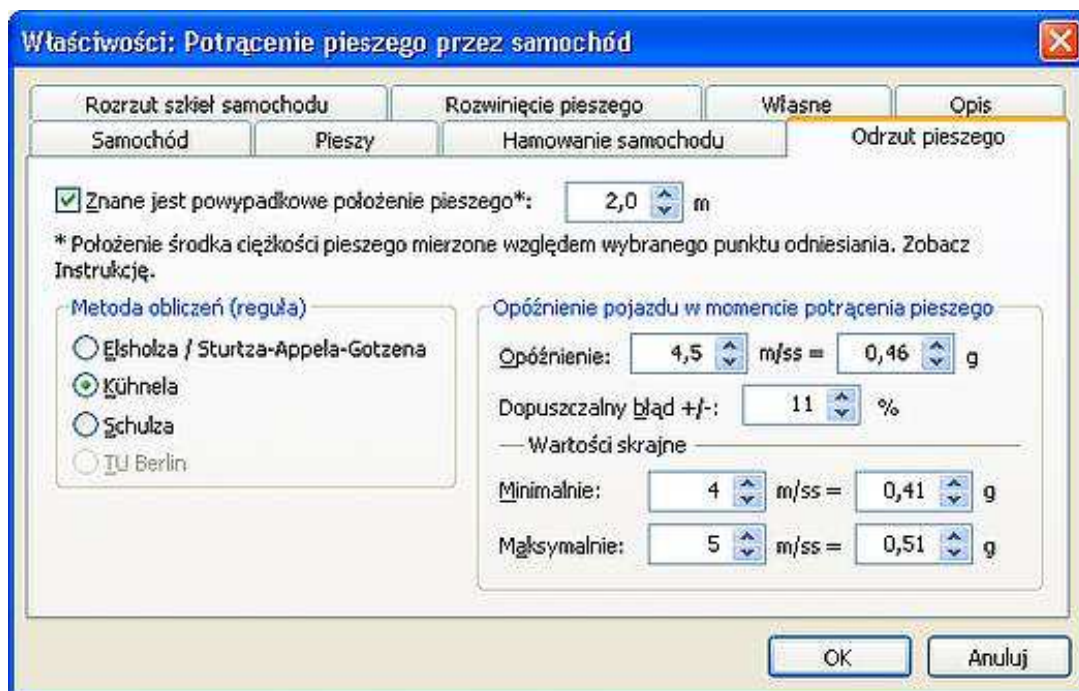 Właściwości: Potrącenie pieszego przez samochód
Rozrzut szkieł samochodu Rozwinięcie pieszego Własne Opis
Samochód Pieszy Hamowanie samochodu Odrzut pieszego
Znane jest powypadkowe położenie pieszego*: 2,0 m
* Położenie środka ciężkości pieszego mierzone względem wybranego punktu odniesiania. Zobacz
Instrukcję.
Metoda obliczeń (reguła)
Elsholza / Sturtza-Appela-Gotzena
Kühnela
Schulza
TU Berlin
Opóźnienie pojazdu w momencie potrącenia pieszego
Opóźnienie: 4,5 m/ss = 0,46 g
Dopuszczalny błąd +/-: 11 %
Wartości skrajne
Minimalnie: 4 m/ss = 0,41 g
Maksymalnie: 5 m/ss = 0,51 g
OK Anuluj